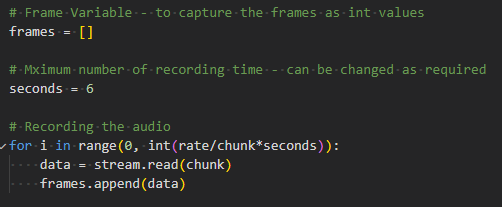 # Frame Variable - to capture the frames as int values
frames = []
# Mximum number of recording time - can be changed as required
seconds = 6
# Recording the audio
for i in range(0, int(rate/chunk*seconds)):
    data = stream.read(chunk)
    frames.append(data)